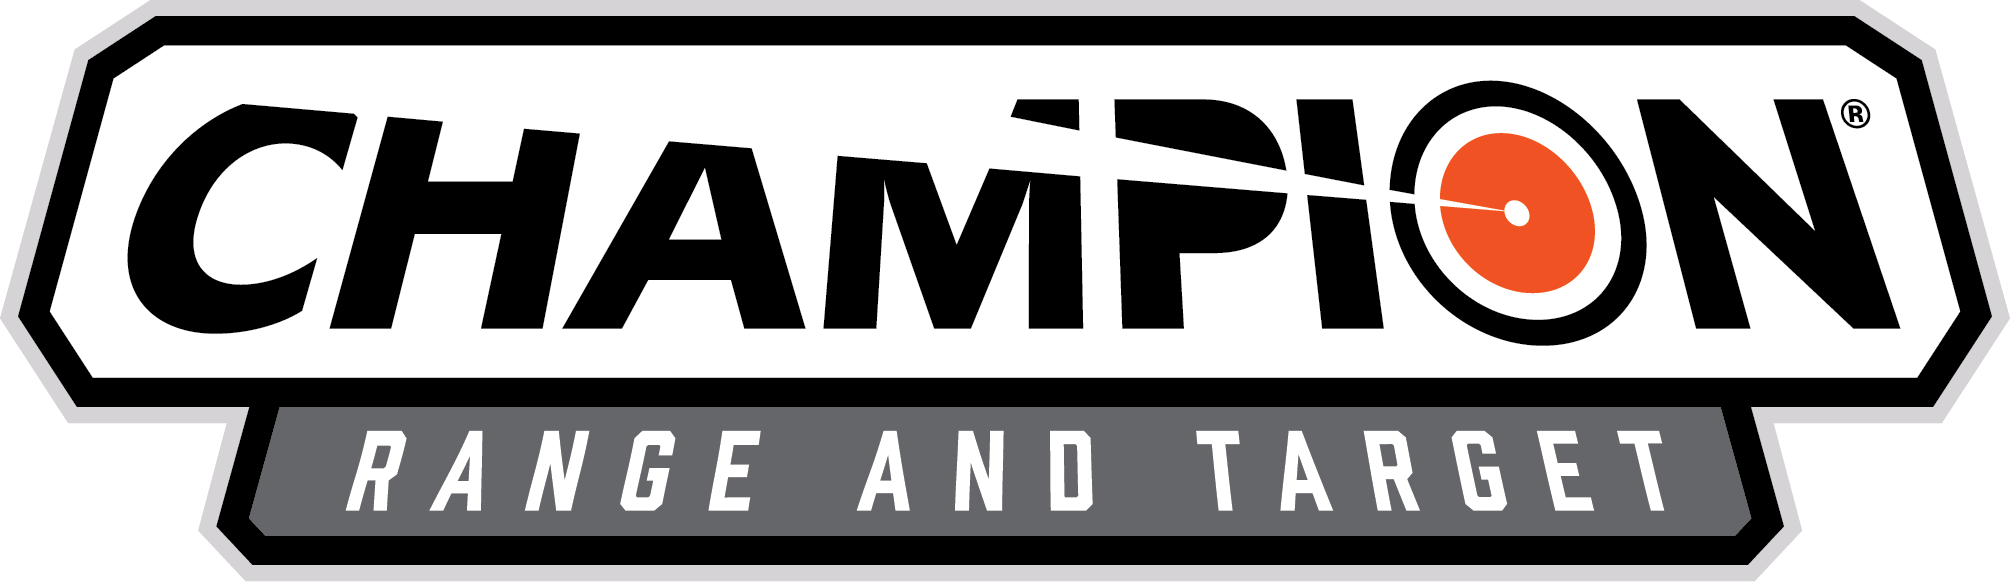 CHAMPION®
RANGE AND TARGET